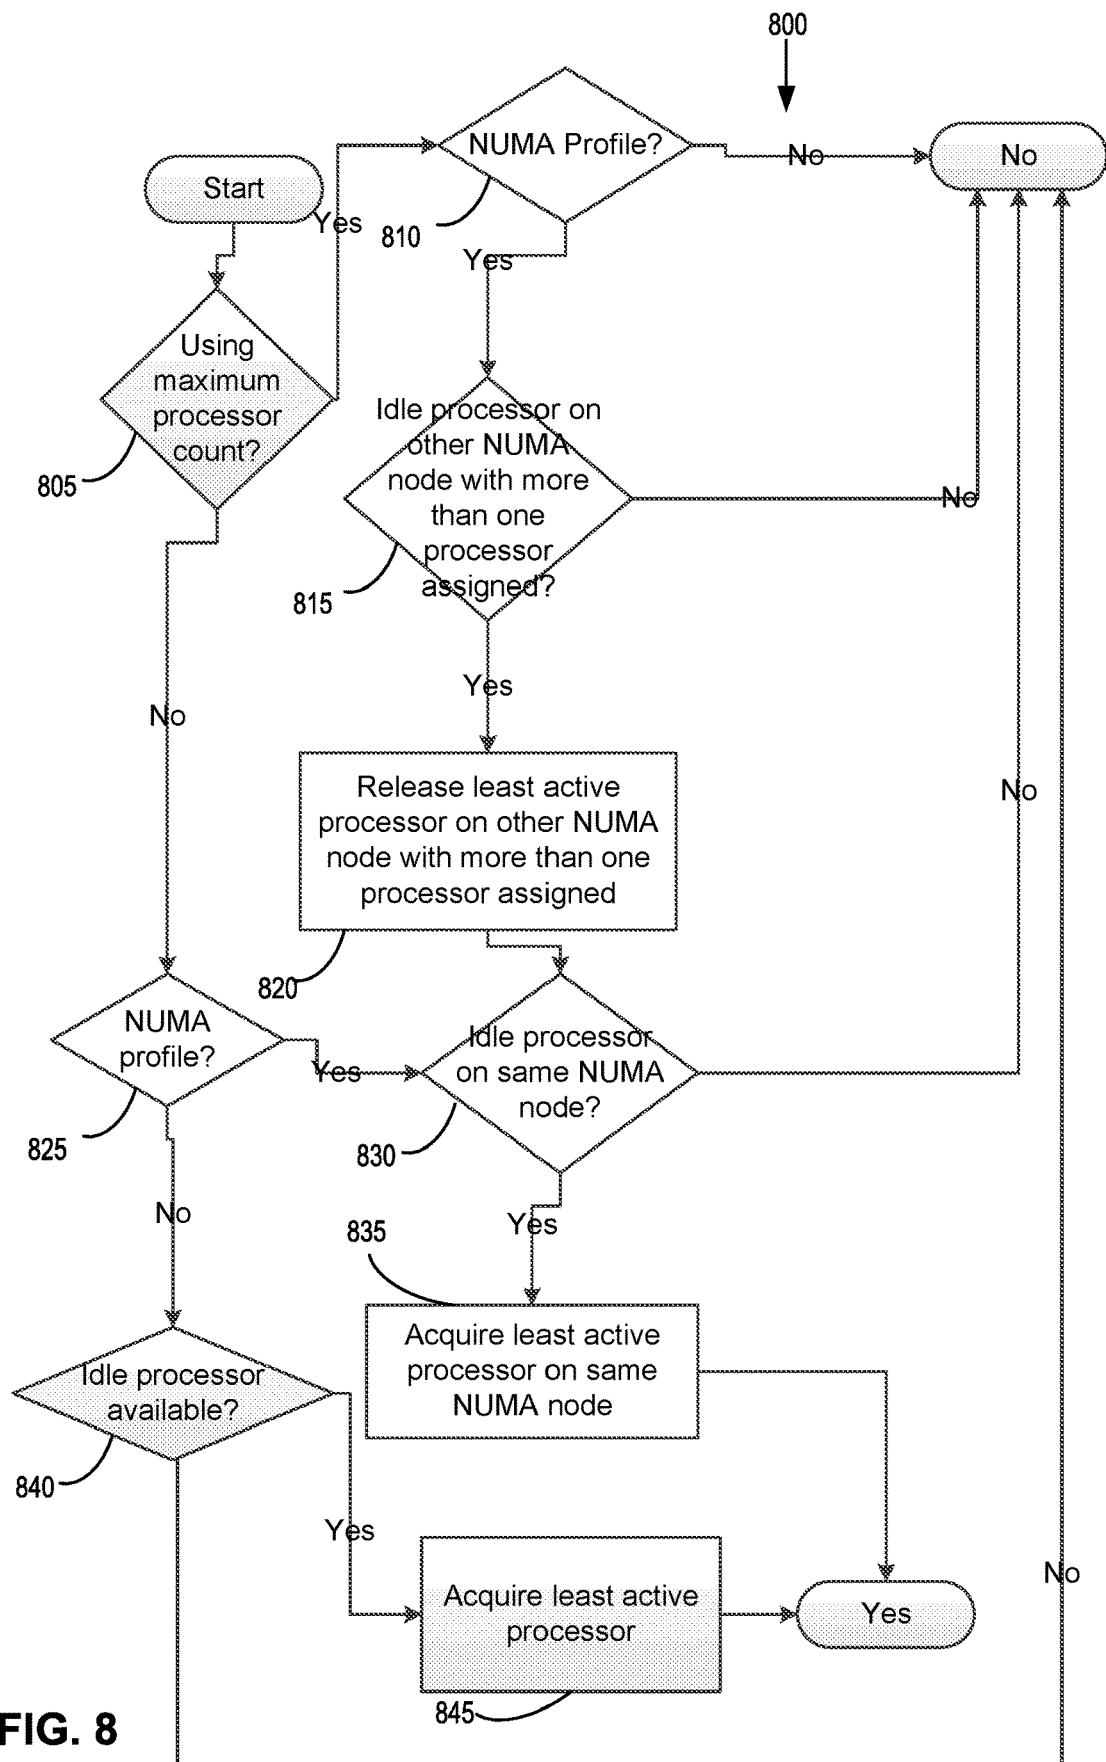 800
NUMA Profile?
No
No
Start
Yes
810
Yes
Using
maximum
processor
count?
805
Idle processor on
other NUMA
node with more
than one
processor
assigned?
No
815
Yes
No
Release least active
processor on other NUMA
node with more than one
processor assigned
No
820
NUMA
profile?
Yes
Idle processor
on same NUMA
node?
825
830
No
Yes
835
Acquire least active
processor on same
NUMA node
Idle processor
available?
840
Yes
Acquire least active
processor
Yes
No
845
FIG. 8